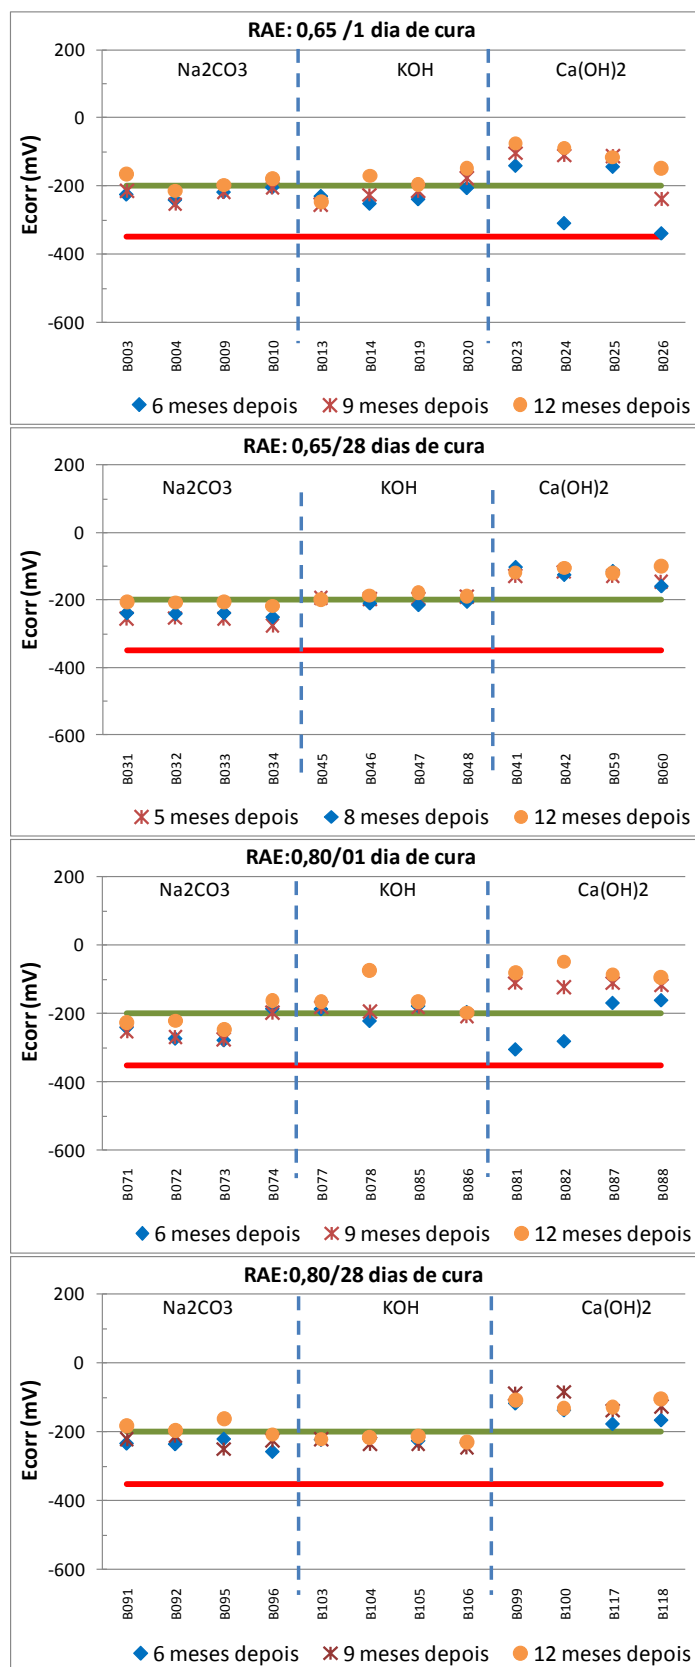 RAE: 0,65 /1 dia de cura
Na2CO3 KOH Ca(OH)2
Ecorr (mV)
200
0
-200
-400
-600
B003 B004 B009 B010 B013 B014 B019 B020 B023 B024 B025 B026
6 meses depois 9 meses depois 12 meses depois
RAE: 0,65/28 dias de cura
Na2CO3 KOH Ca(OH)2
Ecorr (mV)
200
0
-200
-400
-600
B031 B032 B033 B034 B045 B046 B047 B048 B041 B042 B059 B060
5 meses depois 8 meses depois 12 meses depois
RAE:0,80/01 dia de cura
Na2CO3 KOH Ca(OH)2
Ecorr (mV)
200
0
-200
-400
-600
B071 B072 B073 B074 B077 B078 B085 B086 B081 B082 B087 B088
6 meses depois 9 meses depois 12 meses depois
RAE:0,80/28 dias de cura
Na2CO3 KOH Ca(OH)2
Ecorr (mV)
200
0
-200
-400
-600
B091 B092 B095 B096 B103 B104 B105 B106 B099 B100 B117 B118
6 meses depois 9 meses depois 12 meses depois